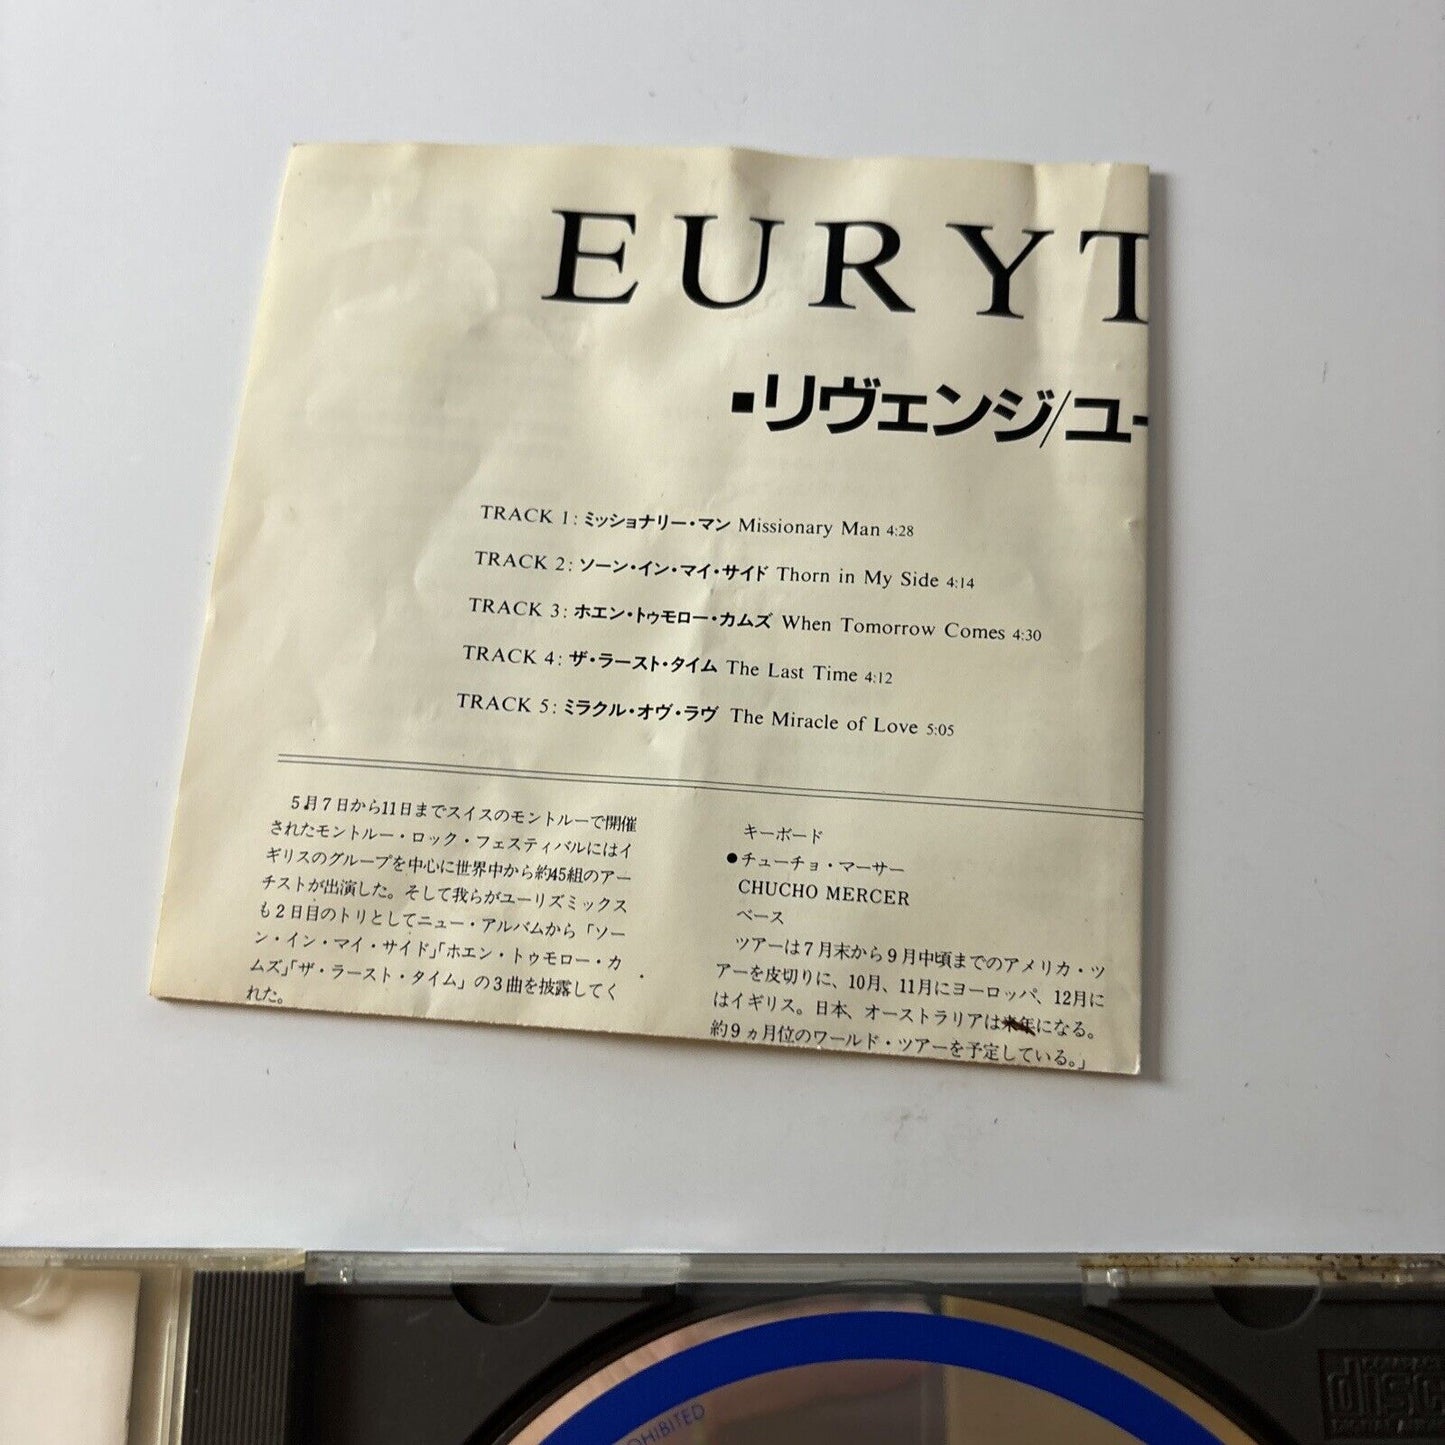 EURYT
▪リヴェンジ/ユー
TRACK 1: ミッショナリー・マン Missionary Man 4:28
TRACK 2: ソーン・イン・マイ・サイド Thorn in My Side 4:14
TRACK 3: ホエン・トゥモロー・カムズ When Tomorrow Comes 4:30
TRACK 4: ザ・ラースト・タイム The Last Time 4:12
TRACK 5: ミラクル・オヴ・ラヴ The Miracle of Love 5:05
5月7日から11日までスイスのモントルーで開催
されたモントルー・ロック・フェスティバルにはイ
ギリスのグループを中心に世界中から約45組のアー
チストが出演した。そして我らがユーリズミックス
も2日目のトリとしてニュー・アルバムから「ソー
ン・イン・マイ・サイド」「ホエン・トゥモロー・カ
ムズ」「ザ・ラースト・タイム」の3曲を披露してく
れた。
キーボード
●チューチョ・マーサー
CHUCHO MERCER
ベース
ツアーは7月末から9月中頃までのアメリカ・ツ
アーを皮切りに、10月、11月にヨーロッパ、12月に
はイギリス。日本、オーストラリアは来年になる。
約9ヵ月位のワールド・ツアーを予定している。」
OHIBITED
COMPACT
disc
DIGITAL AUDIO